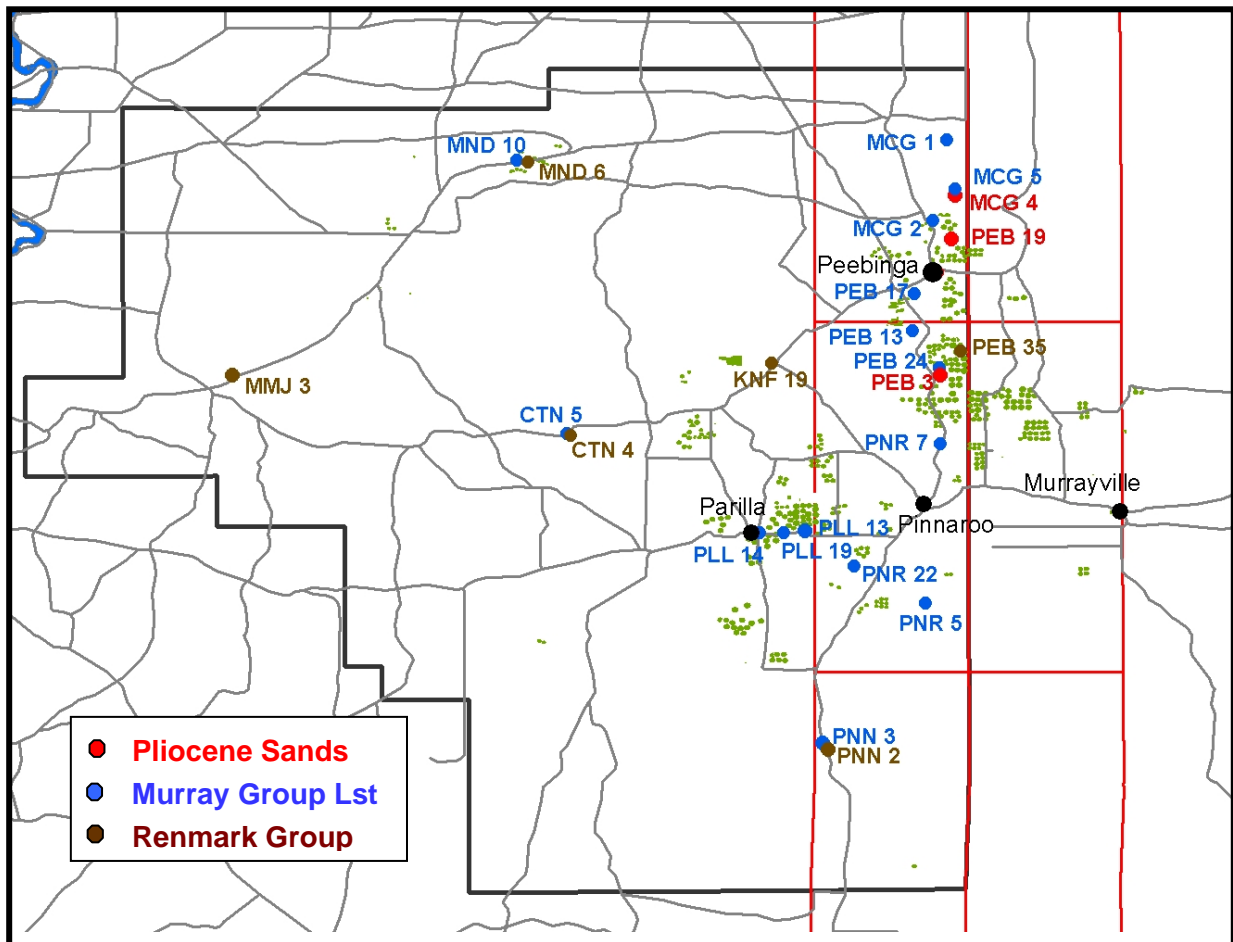 MCG 1
MND 10
MND 6
MCG 5
MCG 4
MCG 2
PEB 19
Peebinga
PEB 17
PEB 13
PEB 35
PEB 24
KNF 19
PEB 3
MMJ 3
CTN 5
CTN 4
PNR 7
Murrayville
Parilla
Pinnaroo
PLL 13
PLL 14
PLL 19
PNR 22
PNR 5
PNN 3
PNN 2
Pliocene Sands
Murray Group Lst
Renmark Group